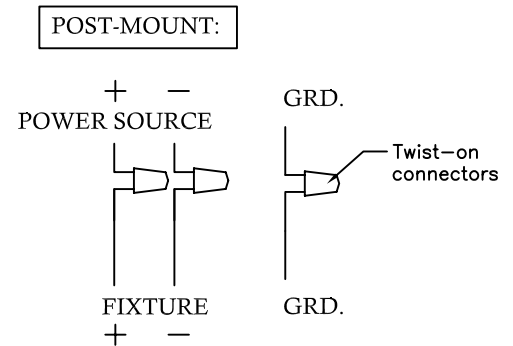 POST-MOUNT:
+ −
GRD.
POWER SOURCE
Twist-on
connectors
FIXTURE
GRD.
+ −